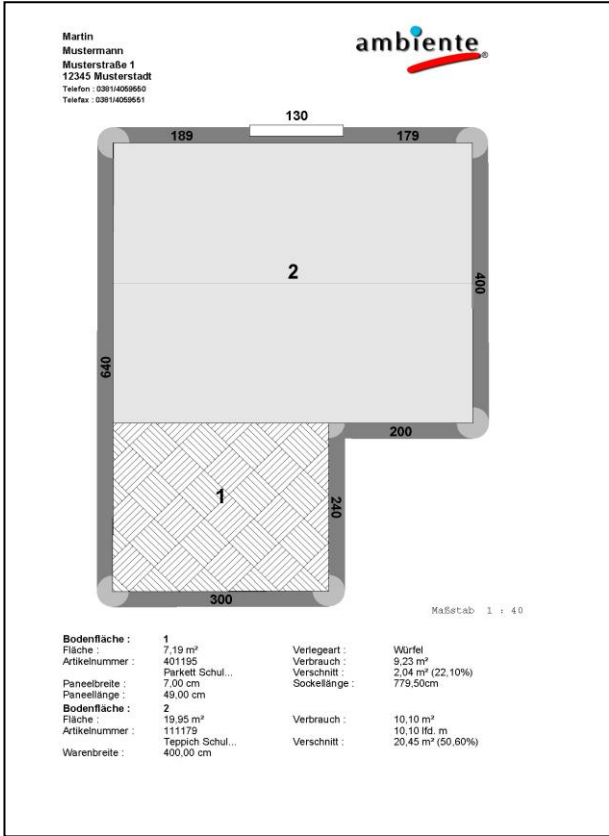 Martin
Mustermann
Musterstraße 1
12345 Musterstadt
Telefon : 0381/4059550
Telefax : 0381/4059551
ambiente ®
130
189
179
2
400
640
200
1
240
300
Maßstab 1 : 40
Bodenfläche : 1
Fläche : 7,19 m² Verlegeart : Würfel
Artikelnummer : 401195 Verbrauch : 9,23 m²
Parkett Schul... Verschnitt : 2,04 m² (22,10%)
Paneelbreite : 7,00 cm Sockellänge : 779,50cm
Paneellänge : 49,00 cm
Bodenfläche : 2
Fläche : 19,95 m² Verbrauch : 10,10 m²
Artikelnummer : 111179 10,10 lfd. m
Teppich Schul... Verschnitt : 20,45 m² (50,60%)
Warenbreite : 400,00 cm